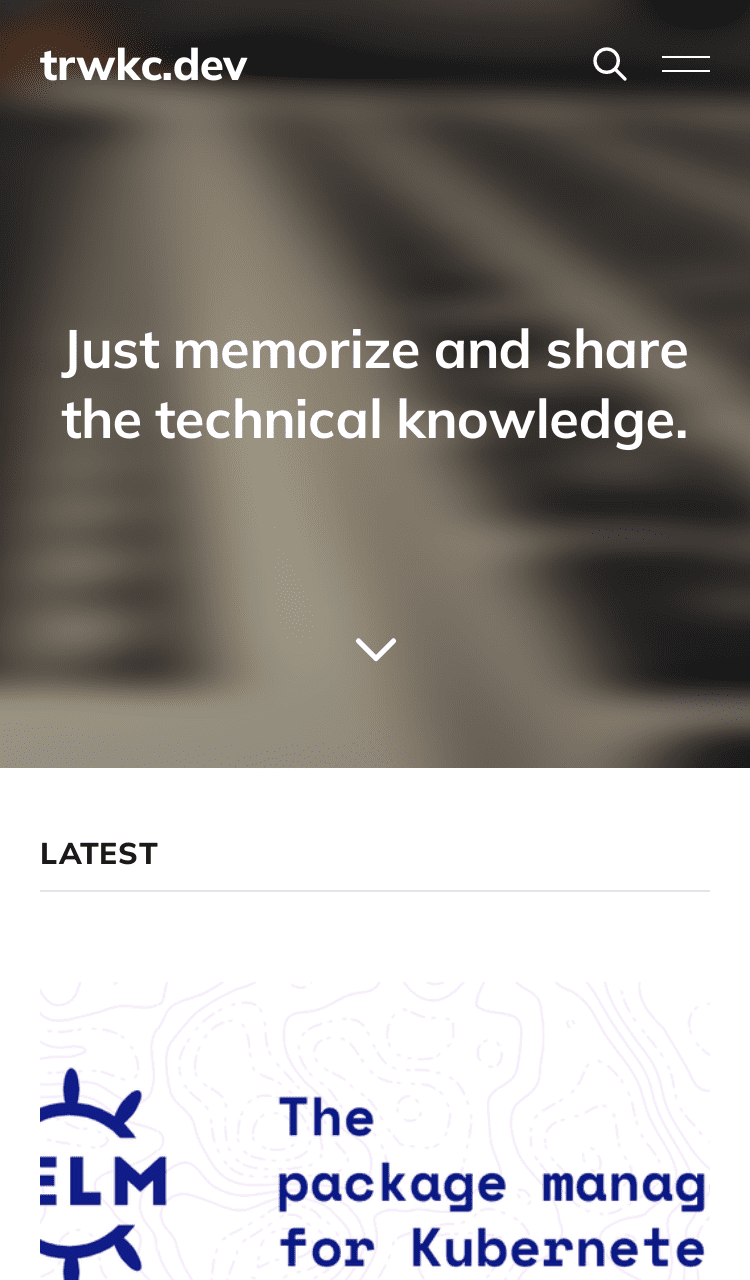 trwkc.dev
Just memorize and share
the technical knowledge.
LATEST
ELM
The
package manag
for Kubernete